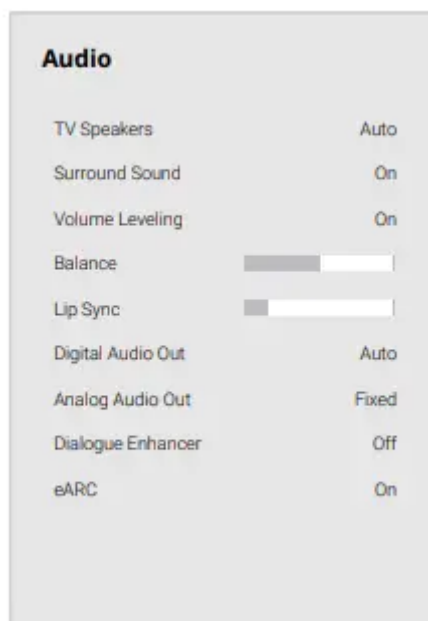 Audio
TV Speakers Auto
Surround Sound On
Volume Leveling On
Balance
Lip Sync
Digital Audio Out Auto
Analog Audio Out Fixed
Dialogue Enhancer Off
eARC On